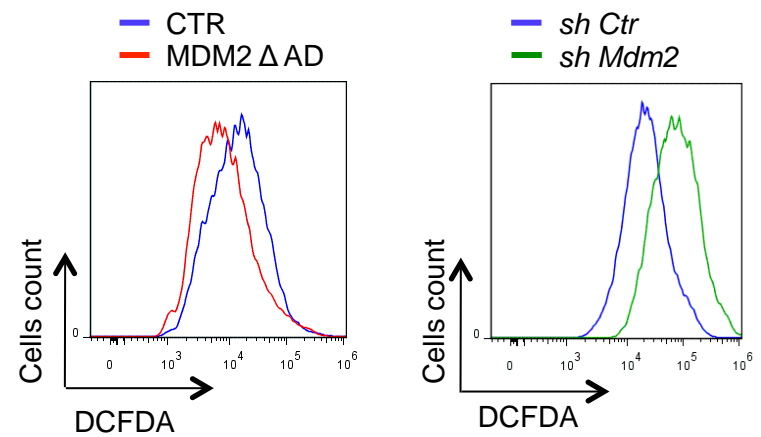 CTR
MDM2 Δ AD
Cells count
0
0 10³ 10⁴ 10⁵ 10⁶
DCFDA
sh Ctr
sh Mdm2
Cells count
0
0 10³ 10⁴ 10⁵ 10⁶
DCFDA